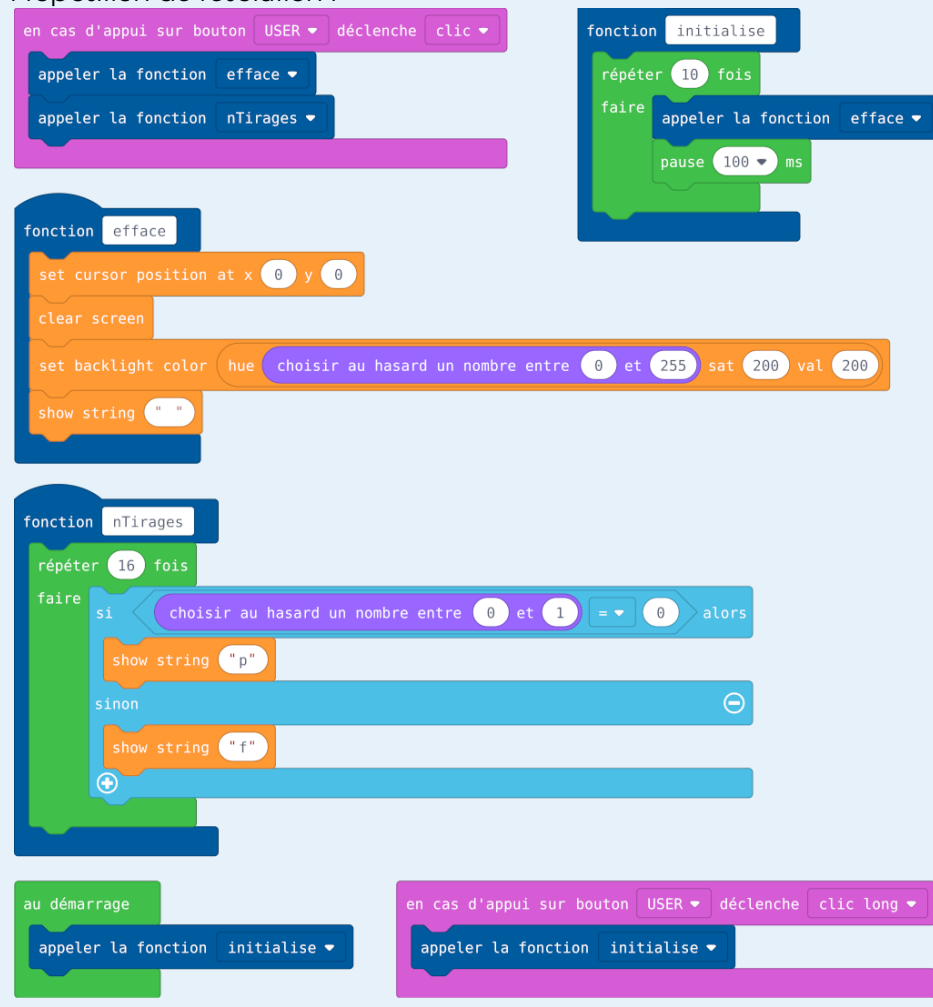 en cas d'appui sur bouton USER déclenche clic
appeler la fonction efface
appeler la fonction nTirages
fonction initialise
répéter 10 fois
faire
appeler la fonction efface
pause 100 ms
fonction efface
set cursor position at x 0 y 0
clear screen
set backlight color hue choisir au hasard un nombre entre 0 et 255 sat 200 val 200
show string " "
fonction nTirages
répéter 16 fois
faire
si choisir au hasard un nombre entre 0 et 1 = 0 alors
show string "p"
sinon
show string "f"
au démarrage
appeler la fonction initialise
en cas d'appui sur bouton USER déclenche clic long
appeler la fonction initialise